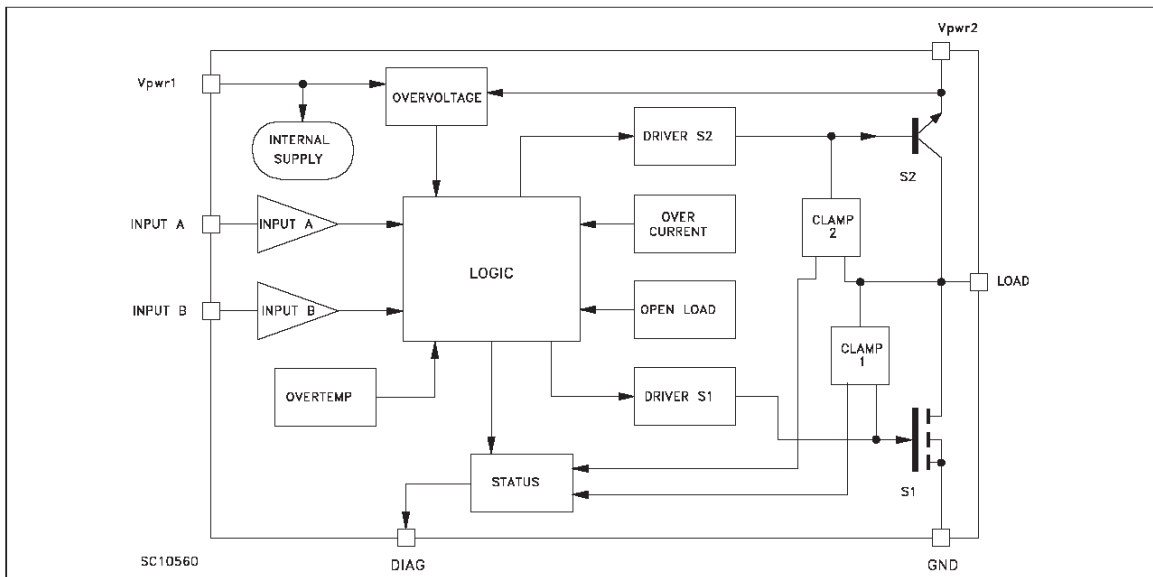 Vpwr2
Vpwr1
OVERVOLTAGE
DRIVER S2
INTERNAL
SUPPLY
S2
INPUT A
INPUT A
OVER
CURRENT
CLAMP
2
LOGIC
LOAD
INPUT B
INPUT B
OPEN LOAD
CLAMP
1
OVERTEMP
DRIVER S1
STATUS
S1
SC10560
DIAG
GND